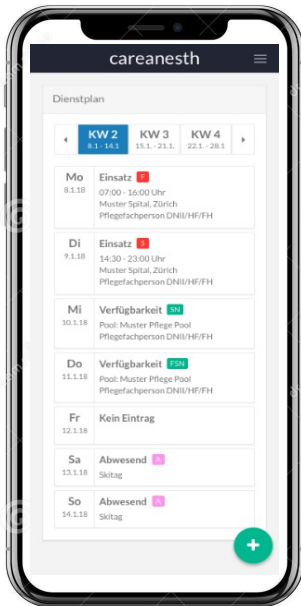 careanesth
Dienstplan
KW 2 KW 3 KW 4
8.1 - 14.1 15.1. - 21.1. 22.1. - 28.1
Mo Einsatz F
8.1.18 07:00 - 16:00 Uhr
Muster Spital, Zürich
Pflegefachperson DNII/HF/FH
Di Einsatz S
9.1.18 14:30 - 23:00 Uhr
Muster Spital, Zürich
Pflegefachperson DNII/HF/FH
Mi Verfügbarkeit SN
10.1.18 Pool: Muster Pflege Pool
Pflegefachperson DNII/HF/FH
Do Verfügbarkeit FSN
11.1.18 Pool: Muster Pflege Pool
Pflegefachperson DNII/HF/FH
Fr Kein Eintrag
12.1.18
Sa Abwesend A
13.1.18 Skitag
So Abwesend A
14.1.18 Skitag
+